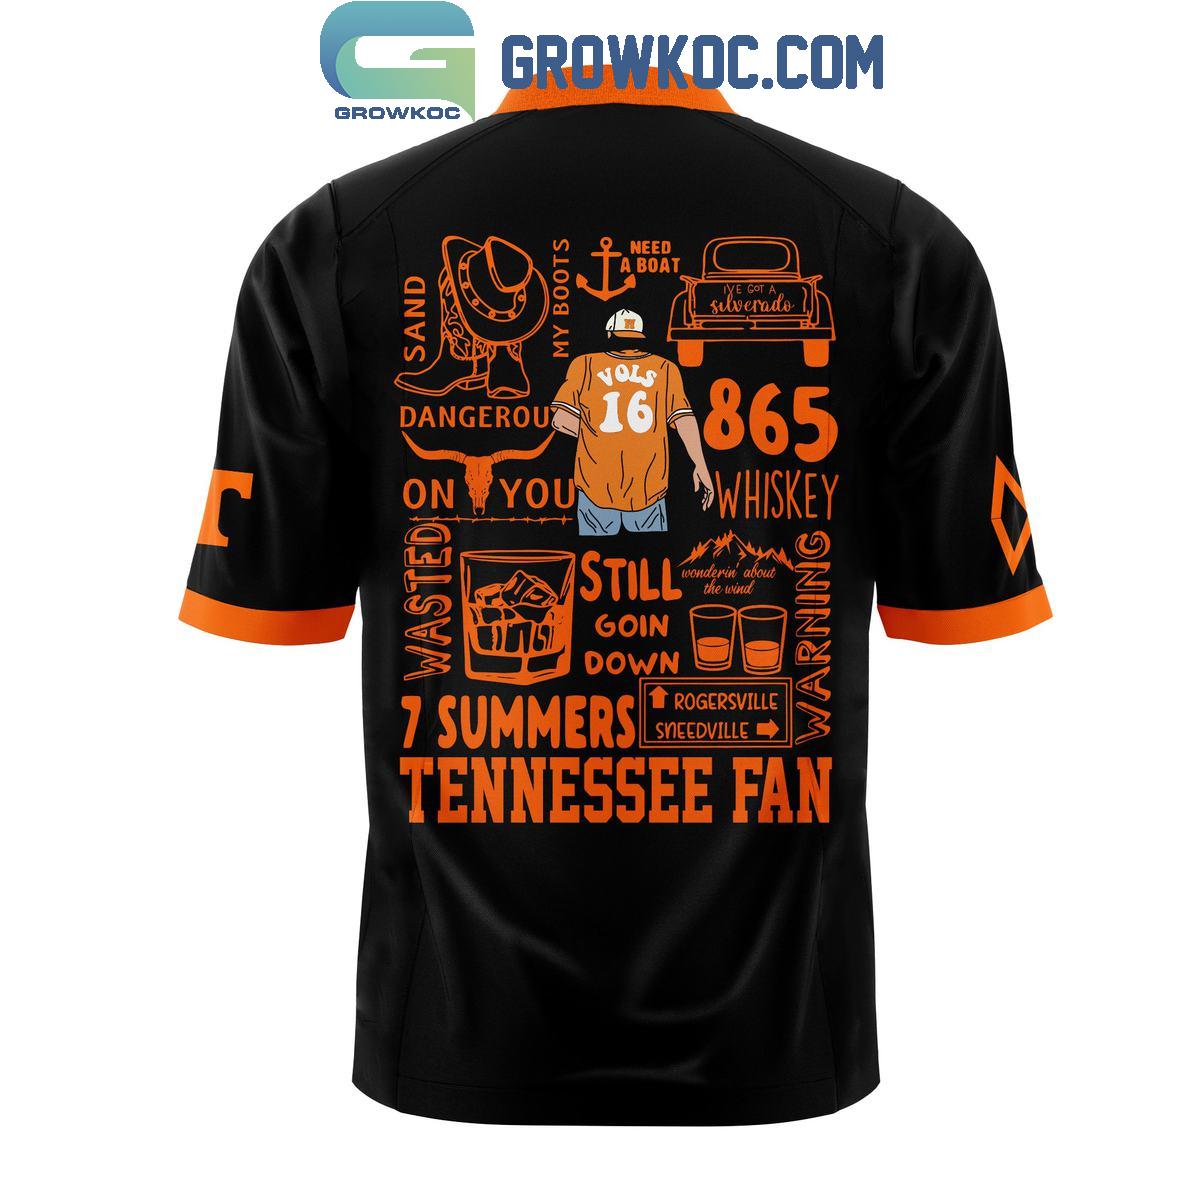 GROWKOC
GROWKOC.COM
SAND
MY BOOTS
NEED
A BOAT
I'VE GOT A
silverado
VOLS
16
865
DANGEROU
ON YOU
WHISKEY
WASTED
STILL
GOIN
DOWN
wonderin' about
the wind
WARNING
7 SUMMERS
ROGERSVILLE
SNEEDVILLE
TENNESSEE FAN
T